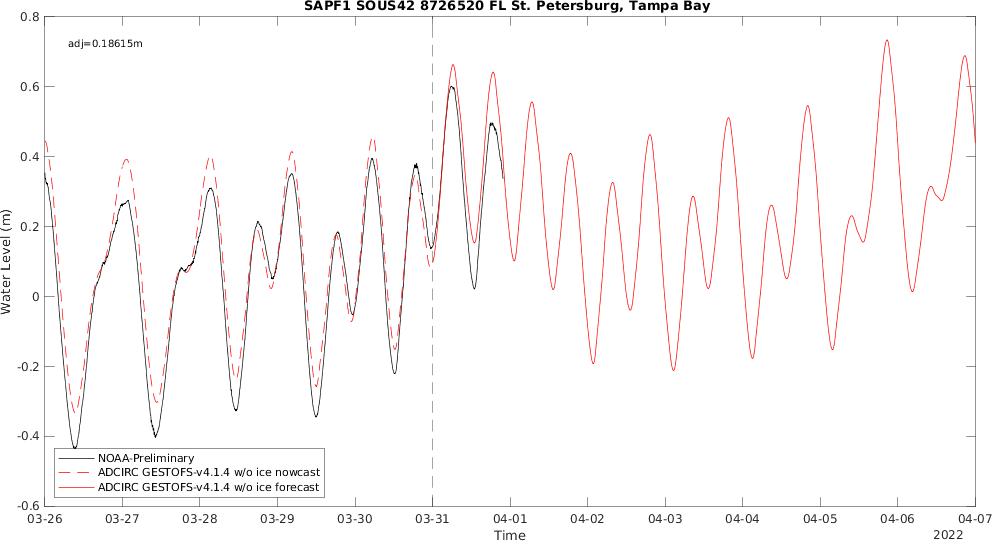 SAPF1 SOUS42 8726520 FL St. Petersburg, Tampa Bay
adj=0.18615m
0.8
0.6
0.4
0.2
0
-0.2
-0.4
-0.6
Water Level (m)
NOAA-Preliminary
ADCIRC GESTOFS-v4.1.4 w/o ice nowcast
ADCIRC GESTOFS-v4.1.4 w/o ice forecast
03-26 03-27 03-28 03-29 03-30 03-31 04-01 04-02 04-03 04-04 04-05 04-06 04-07
Time
2022